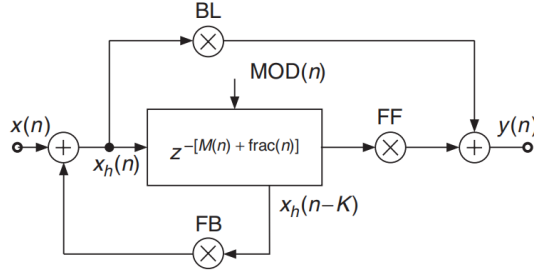 BL
MOD(n)
FF
x(n)
y(n)
z^{-[M(n) + frac(n)]}
x_h(n)
x_h(n−K)
FB